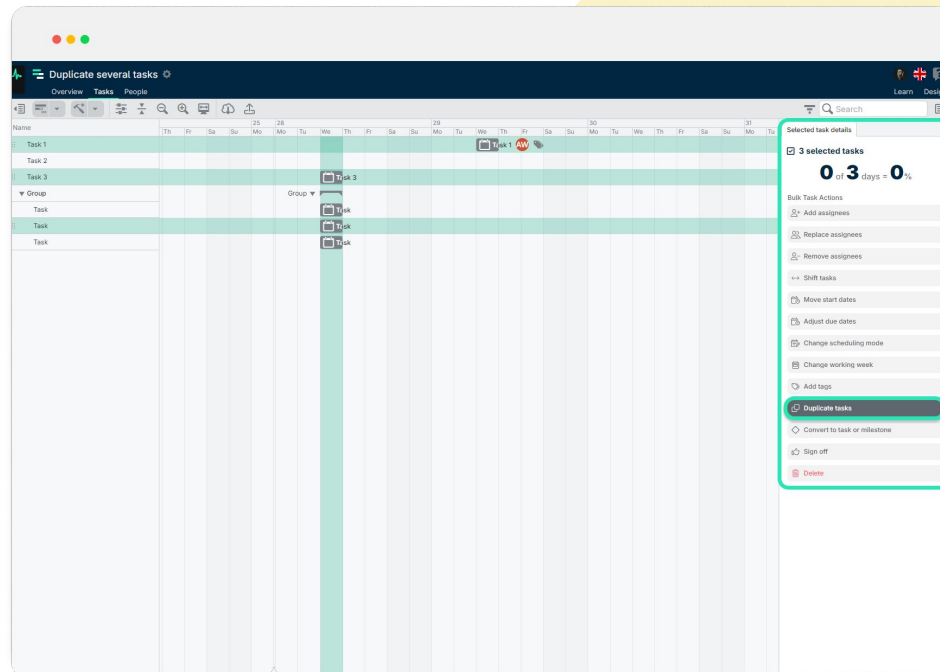 Duplicate several tasks
Overview Tasks People
Learn
Search
Name
25 28 29 30 31
Th Fr Sa Su Mo Mo Tu We Th Fr Sa Su Mo Tu We Th Fr Sa Su Mo Tu We Th Fr Sa Su Mo Tu
Selected task details
Task 1
Task 1 AW
3 selected tasks
Task 2
0 of 3 days = 0%
Task 3
Task 3
Group
Group
Bulk Task Actions
Task
Task
Add assignees
Task
Task
Replace assignees
Task
Task
Remove assignees
Shift tasks
Move start dates
Adjust due dates
Change scheduling mode
Change working week
Add tags
Duplicate tasks
Convert to task or milestone
Sign off
Delete